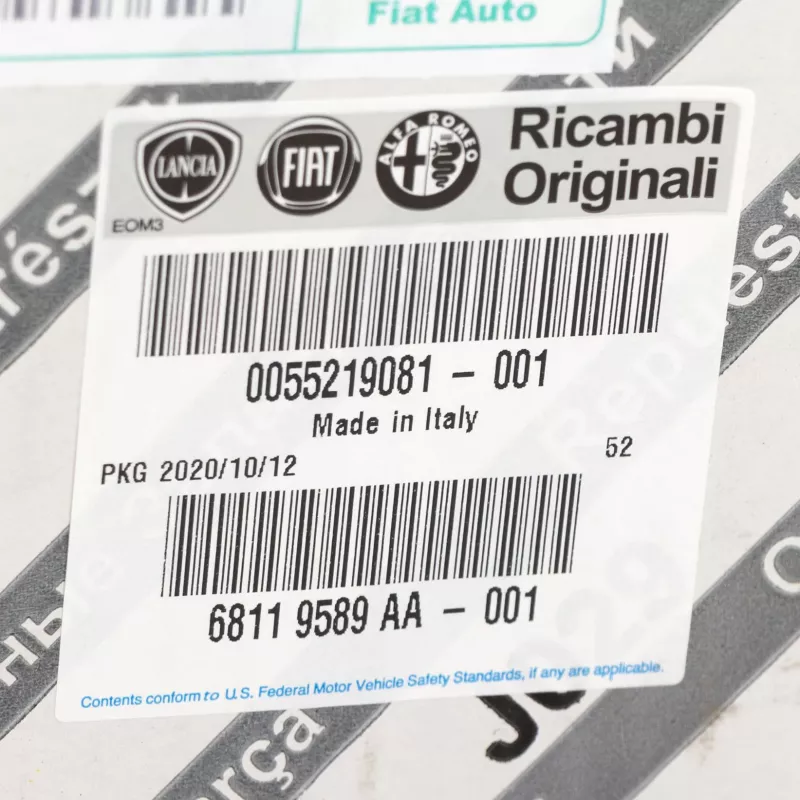 Fiat Auto
LANCIA
FIAT
ALFA ROMEO
Ricambi
Originali
EOM3
0055219081 - 001
Made in Italy
PKG 2020/10/12
52
6811 9589 AA - 001
Contents conform to U.S. Federal Motor Vehicle Safety Standards, if any are applicable.